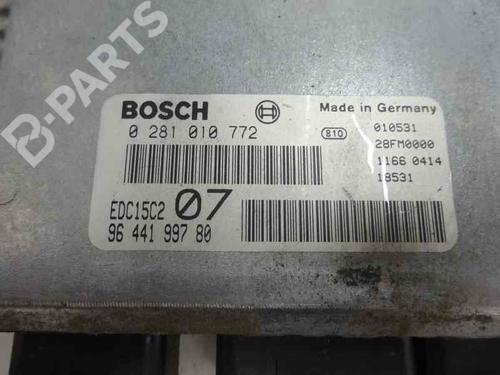 B-PARTS
BOSCH
Made in Germany
0 281 010 772
B10
010531
28FM0000
1166 0414
18531
EDC15C2 07
96 441 997 80